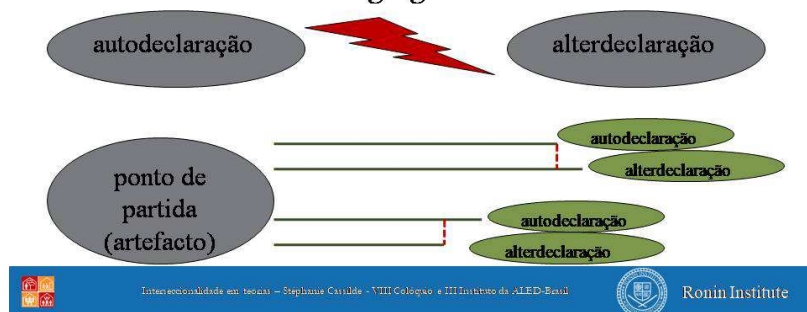 autodeclaração
alterdeclaração
autodeclaração
alterdeclaração
ponto de
partida
(artefacto)
autodeclaração
alterdeclaração
Interseccionalidade em teorias – Stéphanie Cassilde - VIII Colóquio e III Instituto da ALED-Brasil
Ronin Institute